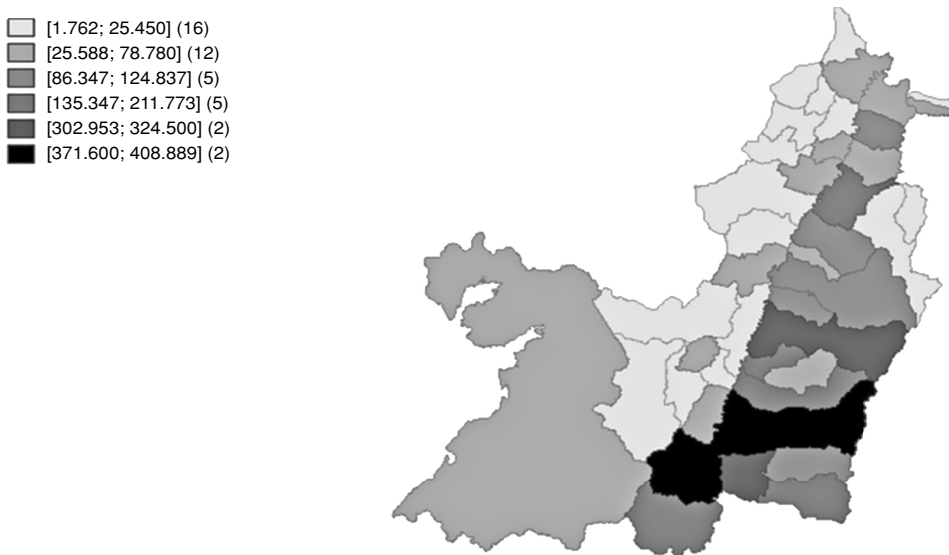 [1.762; 25.450] (16)
[25.588; 78.780] (12)
[86.347; 124.837] (5)
[135.347; 211.773] (5)
[302.953; 324.500] (2)
[371.600; 408.889] (2)